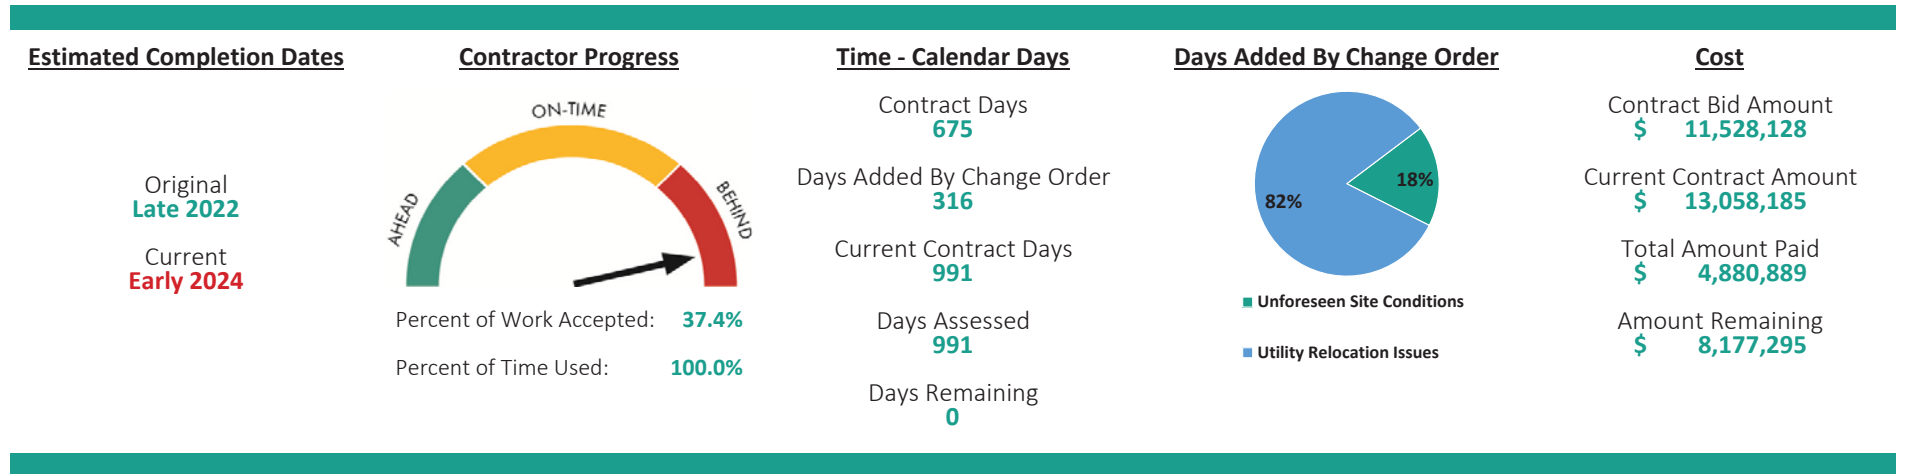 Estimated Completion Dates
Original
Late 2022
Current
Early 2024
Contractor Progress
AHEAD
ON-TIME
BEHIND
Percent of Work Accepted: 37.4%
Percent of Time Used: 100.0%
Time - Calendar Days
Contract Days
675
Days Added By Change Order
316
Current Contract Days
991
Days Assessed
991
Days Remaining
0
Days Added By Change Order
18%
82%
Unforeseen Site Conditions
Utility Relocation Issues
Cost
Contract Bid Amount
$ 11,528,128
Current Contract Amount
$ 13,058,185
Total Amount Paid
$ 4,880,889
Amount Remaining
$ 8,177,295